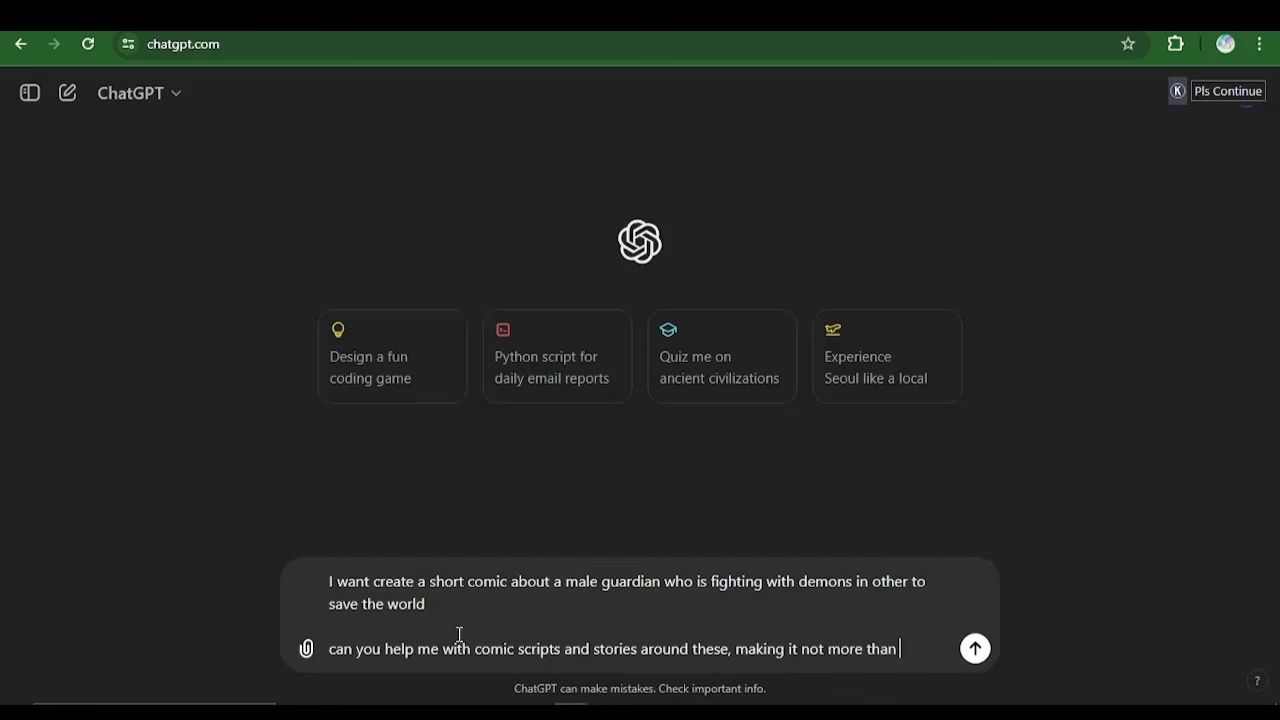 chatgpt.com
ChatGPT
K Pls Continue
Design a fun
coding game
Python script for
daily email reports
Quiz me on
ancient civilizations
Experience
Seoul like a local
I want create a short comic about a male guardian who is fighting with demons in other to
save the world
can you help me with comic scripts and stories around these, making it not more than
ChatGPT can make mistakes. Check important info.
?